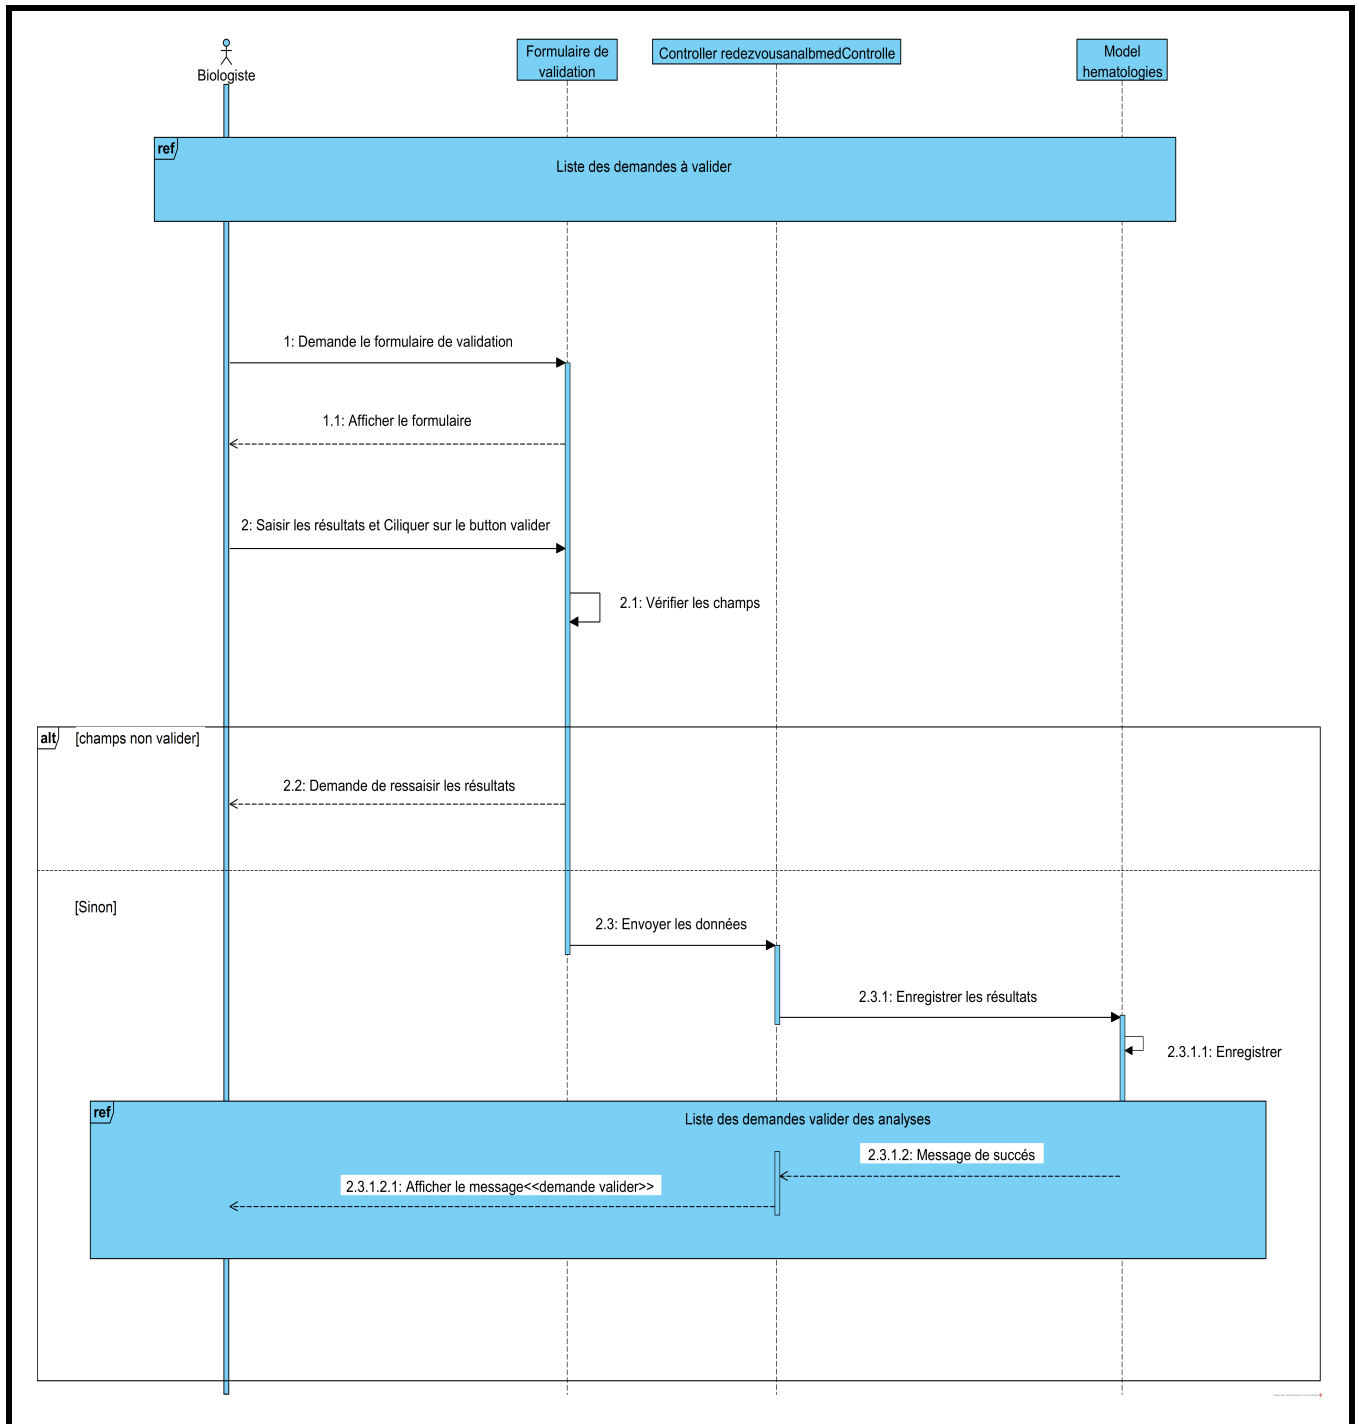 Biologiste
Formulaire de
validation
Controller redezvousanalbmedControlle
Model
hematologies
ref
Liste des demandes à valider
1: Demande le formulaire de validation
1.1: Afficher le formulaire
2: Saisir les résultats et Ciliquer sur le button valider
2.1: Vérifier les champs
alt
[champs non valider]
2.2: Demande de ressaisir les résultats
[Sinon]
2.3: Envoyer les données
2.3.1: Enregistrer les résultats
2.3.1.1: Enregistrer
ref
Liste des demandes valider des analyses
2.3.1.2: Message de succés
2.3.1.2.1: Afficher le message<<demande valider>>